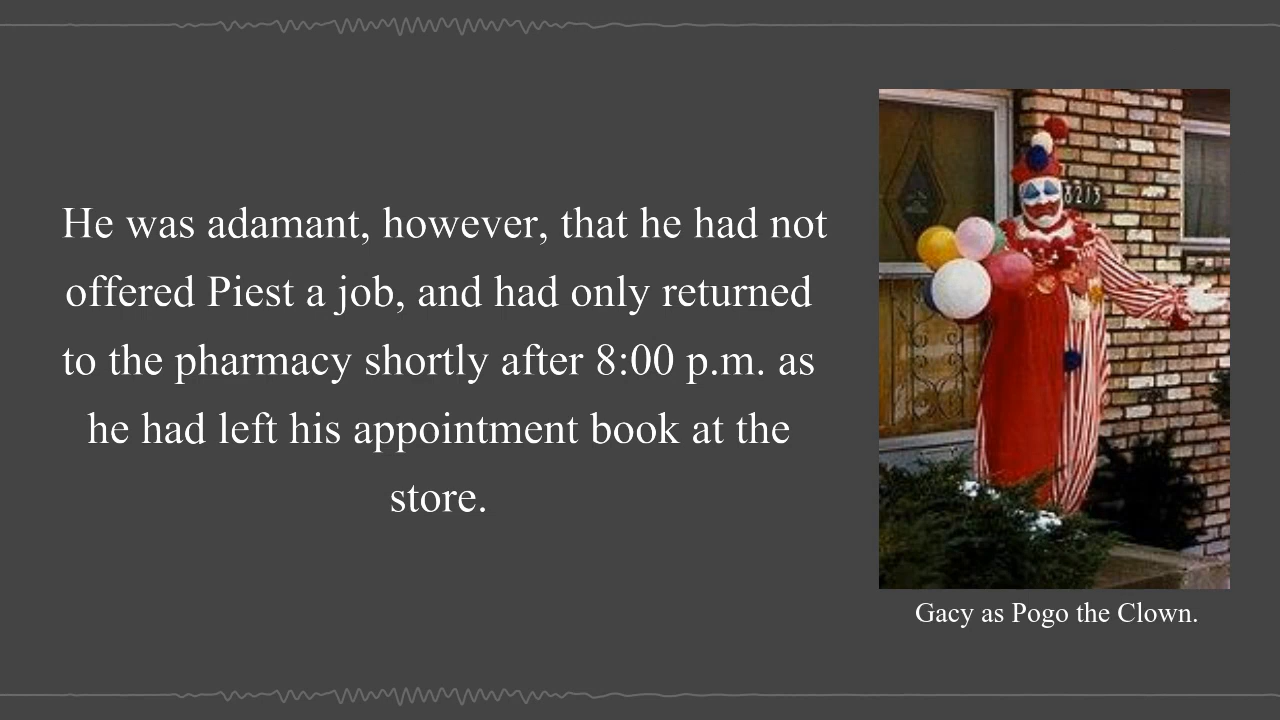 He was adamant, however, that he had not
offered Piest a job, and had only returned
to the pharmacy shortly after 8:00 p.m. as
he had left his appointment book at the
store.
8213
Gacy as Pogo the Clown.